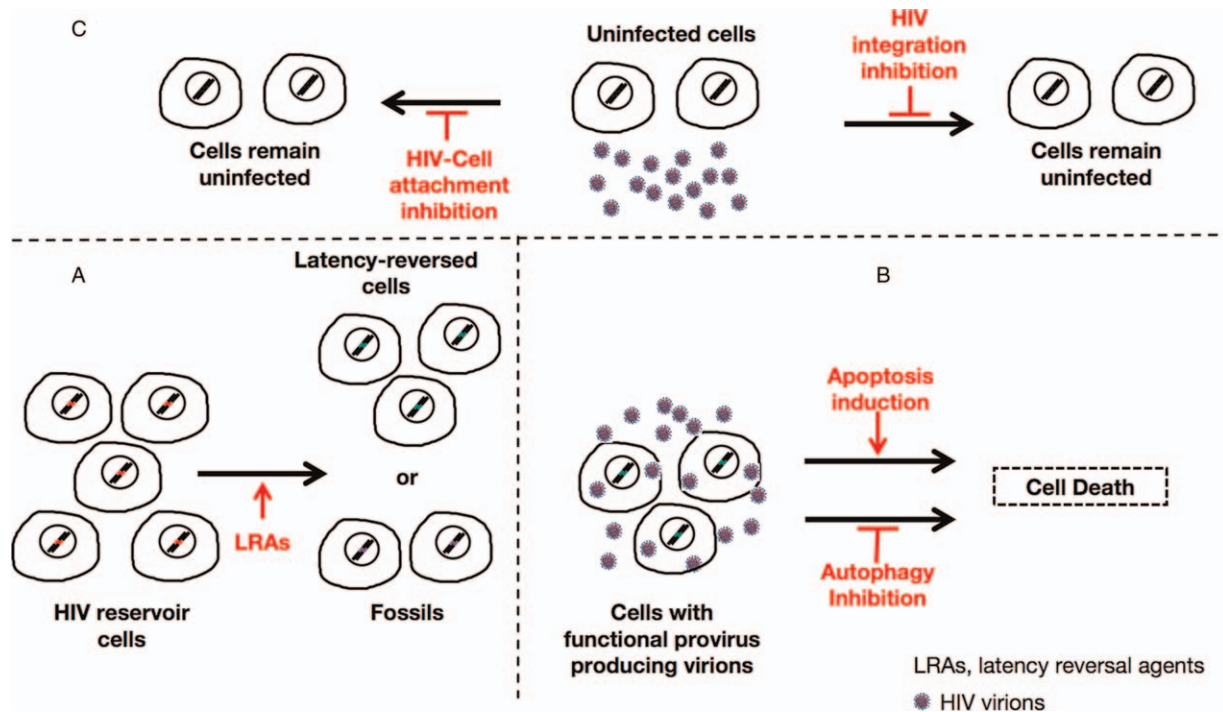 C
Uninfected cells
HIV
integration
inhibition
Cells remain
uninfected
HIV-Cell
attachment
inhibition
Cells remain
uninfected
A
Latency-reversed
cells
or
LRAs
HIV reservoir
cells
Fossils
B
Apoptosis
induction
Cell Death
Autophagy
Inhibition
Cells with
functional provirus
producing virions
LRAs, latency reversal agents
HIV virions